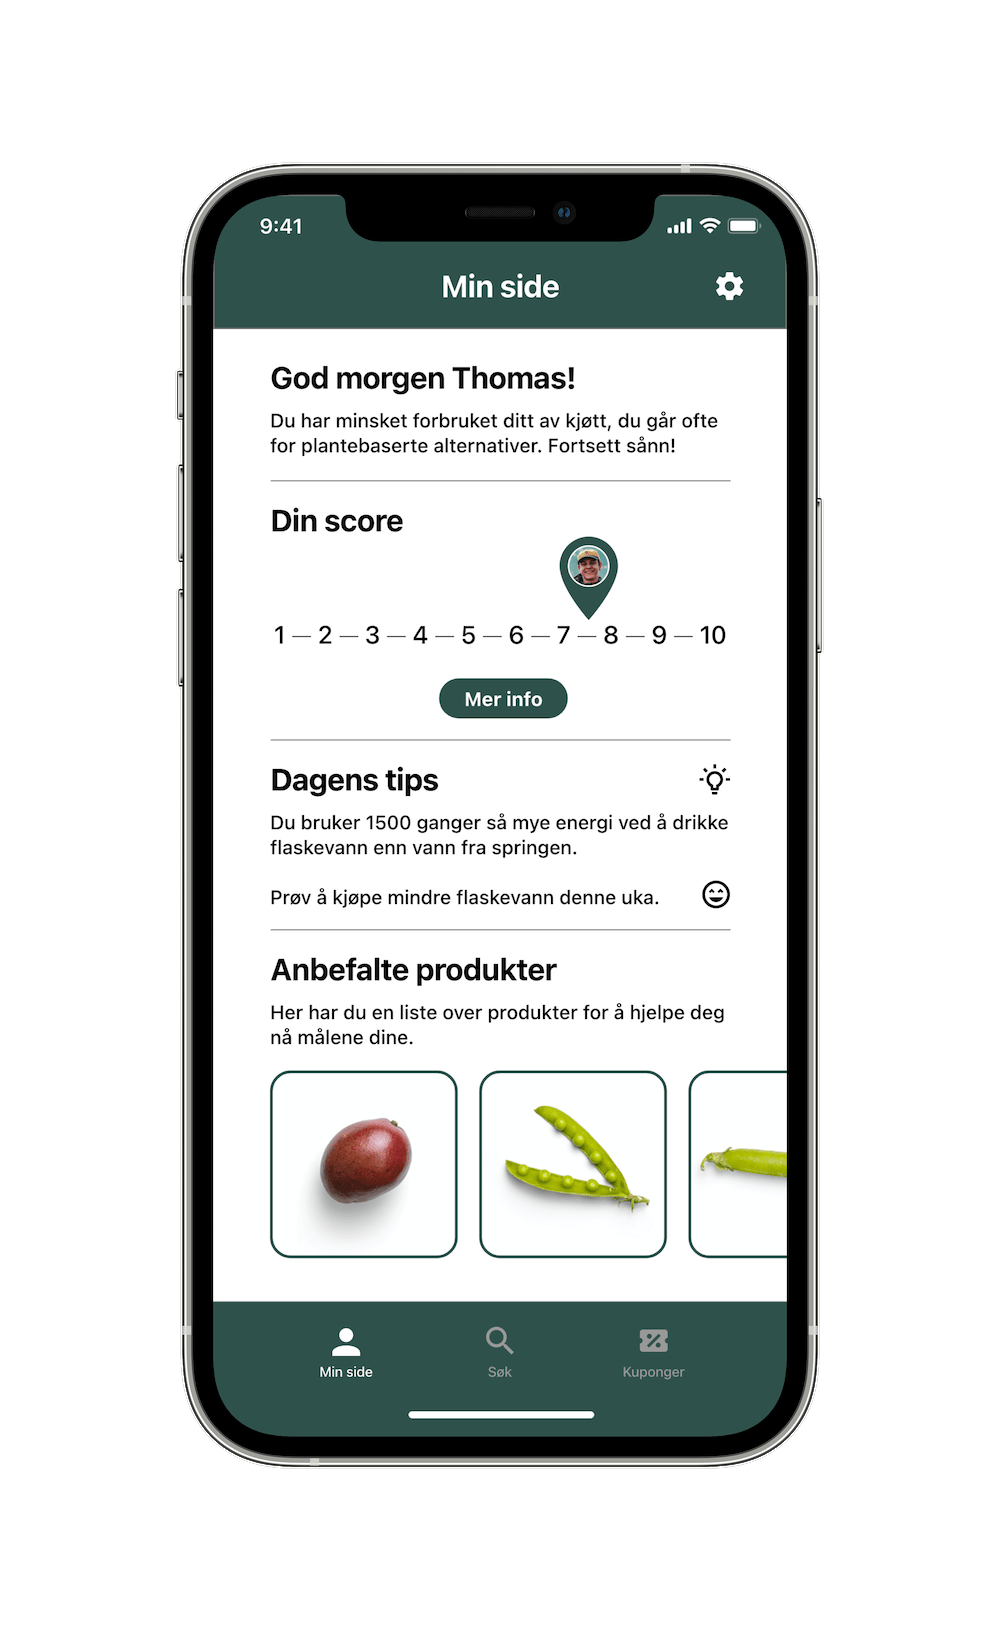 9:41
Min side
God morgen Thomas!
Du har minsket forbruket ditt av kjøtt, du går ofte
for plantebaserte alternativer. Fortsett sånn!
Din score
1 — 2 — 3 — 4 — 5 — 6 — 7 — 8 — 9 — 10
Mer info
Dagens tips
Du bruker 1500 ganger så mye energi ved å drikke
flaskevann enn vann fra springen.
Prøv å kjøpe mindre flaskevann denne uka.
Anbefalte produkter
Her har du en liste over produkter for å hjelpe deg
nå målene dine.
Min side
Søk
Kuponger